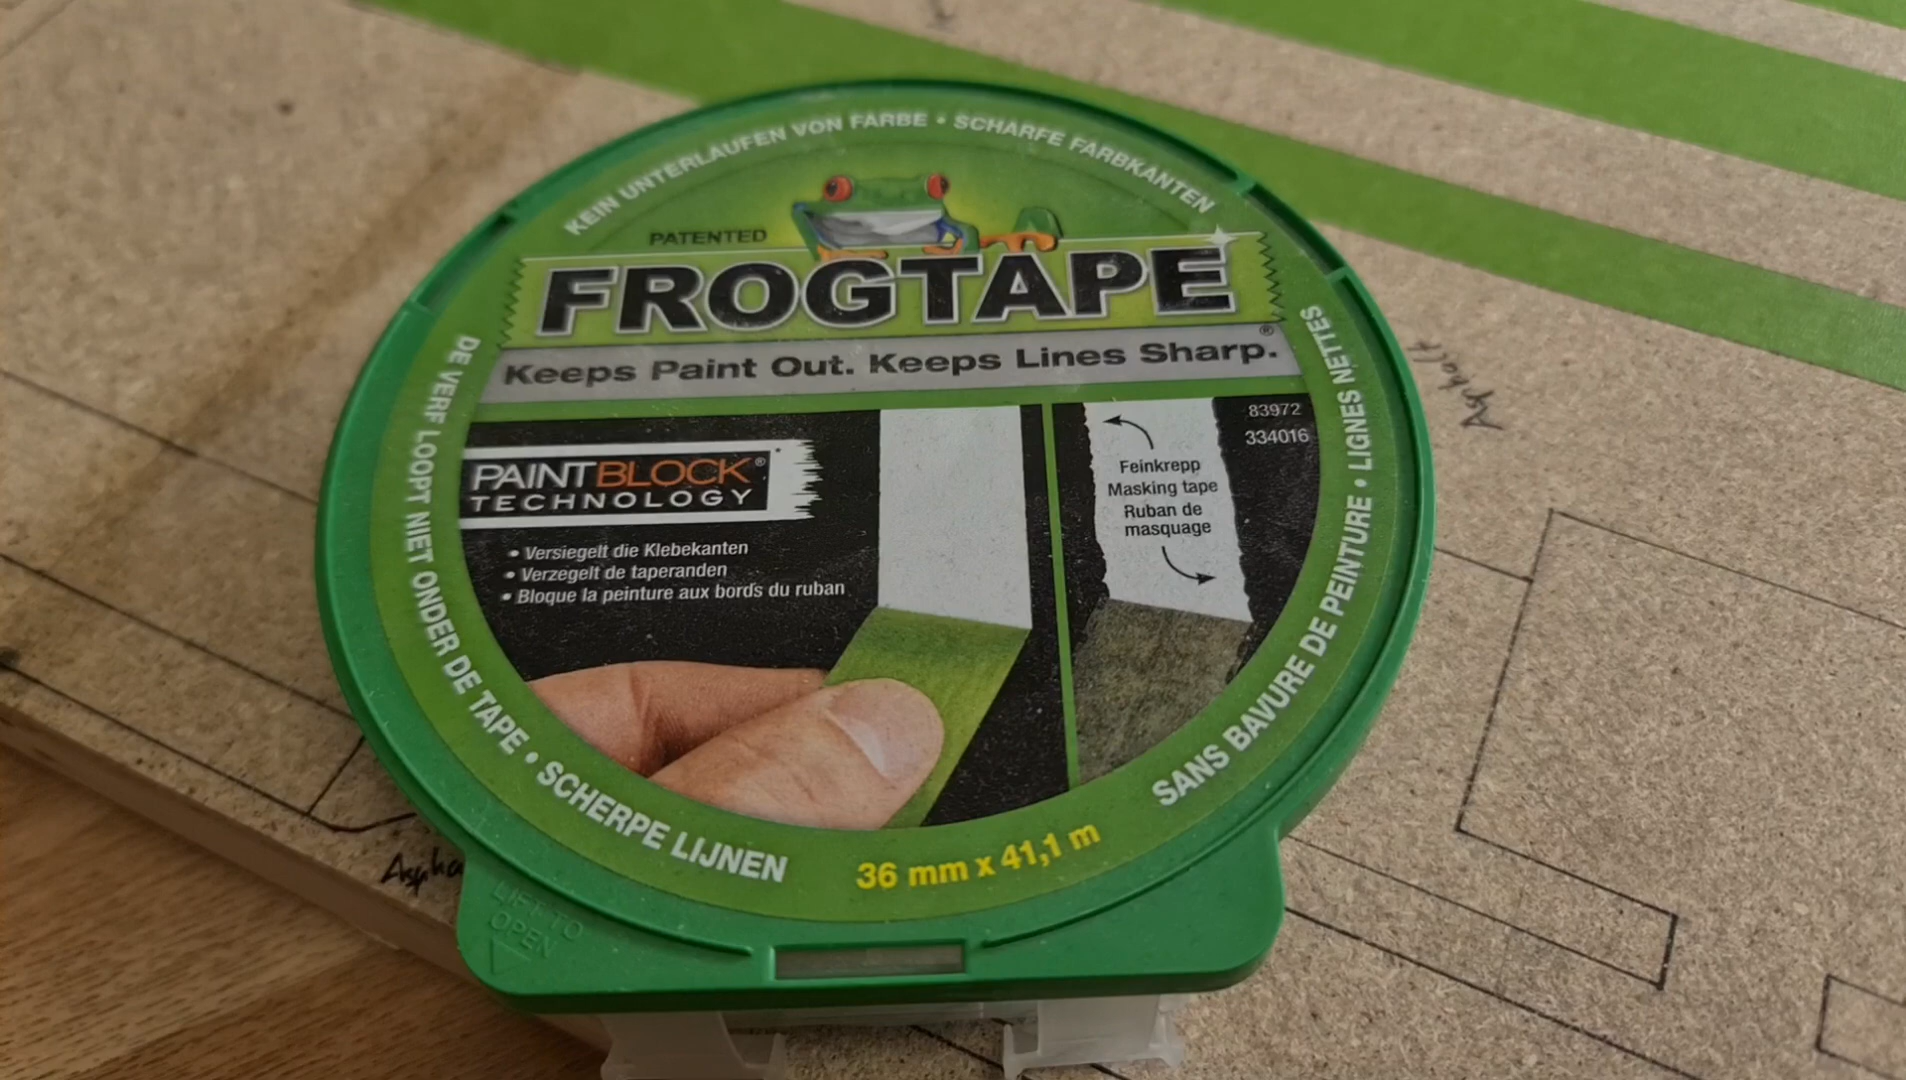 KEIN UNTERLAUFEN VON FARBE • SCHARFE FARBKANTEN
PATENTED
FROGTAPE
®
Keeps Paint Out. Keeps Lines Sharp.
83972
334016
PAINTBLOCK®
TECHNOLOGY
• Versiegelt die Klebekanten
• Verzegelt de taperanden
• Bloque la peinture aux bords du ruban
Feinkrepp
Masking tape
Ruban de
masquage
DE VERF LOOPT NIET ONDER DE TAPE • SCHERPE LIJNEN
SANS BAVURE DE PEINTURE • LIGNES NETTES
36 mm x 41,1 m
LIFT TO
OPEN
Asphalt